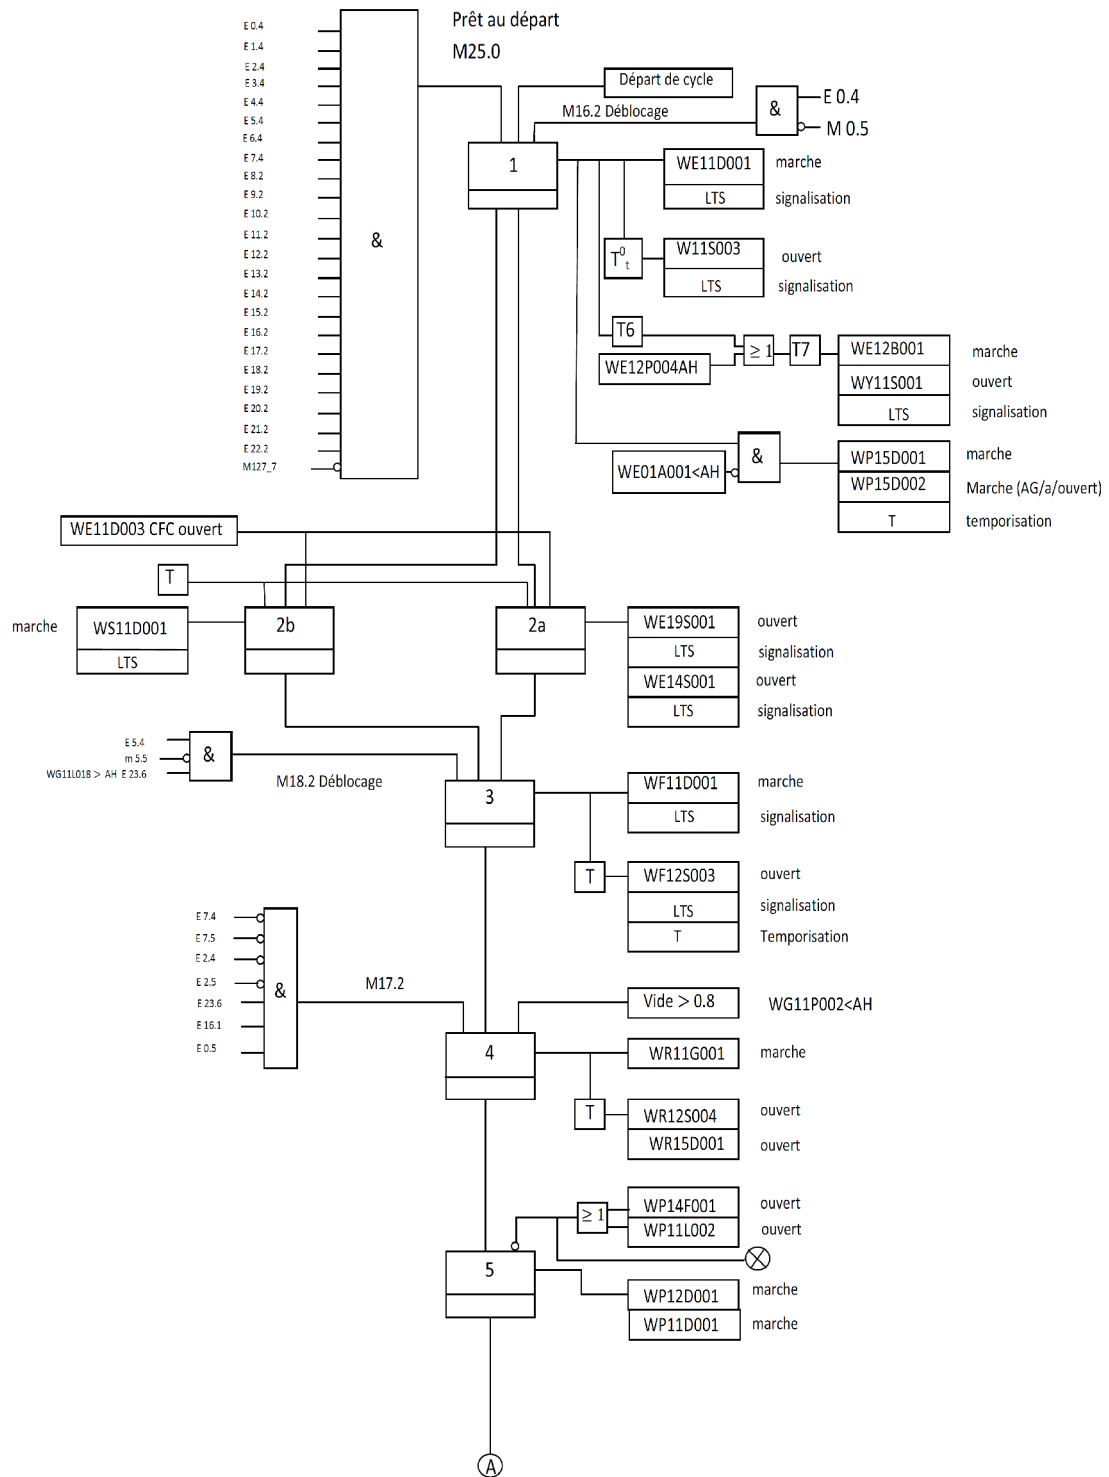 Prêt au départ
M25.0
E 0.4
E 1.4
E 2.4
E 3.4
E 4.4
E 5.4
E 6.4
E 7.4
E 8.2
E 9.2
E 10.2
E 11.2
E 12.2
E 13.2
E 14.2
E 15.2
E 16.2
E 17.2
E 18.2
E 19.2
E 20.2
E 21.2
E 22.2
M127_7
&
Départ de cycle
M16.2 Déblocage
&
E 0.4
M 0.5
1
WE11D001
marche
LTS
signalisation
T 0 t
W11S003
ouvert
LTS
signalisation
T6
WE12P004AH
≥ 1
T7
WE12B001
marche
WY11S001
ouvert
LTS
signalisation
WE01A001<AH
&
WP15D001
marche
WP15D002
Marche (AG/a/ouvert)
T
temporisation
WE11D003 CFC ouvert
T
marche
WS11D001
LTS
2b
2a
WE19S001
ouvert
LTS
signalisation
WE14S001
ouvert
LTS
signalisation
E 5.4
m 5.5
WG11L018 > AH E 23.6
&
M18.2 Déblocage
3
WF11D001
marche
LTS
signalisation
T
WF12S003
ouvert
LTS
signalisation
T
Temporisation
E 7.4
E 7.5
E 2.4
E 2.5
E 23.6
E 16.1
E 0.5
&
M17.2
Vide > 0.8
WG11P002<AH
4
WR11G001
marche
T
WR12S004
ouvert
WR15D001
ouvert
≥ 1
WP14F001
ouvert
WP11L002
ouvert
5
WP12D001
marche
WP11D001
marche
A